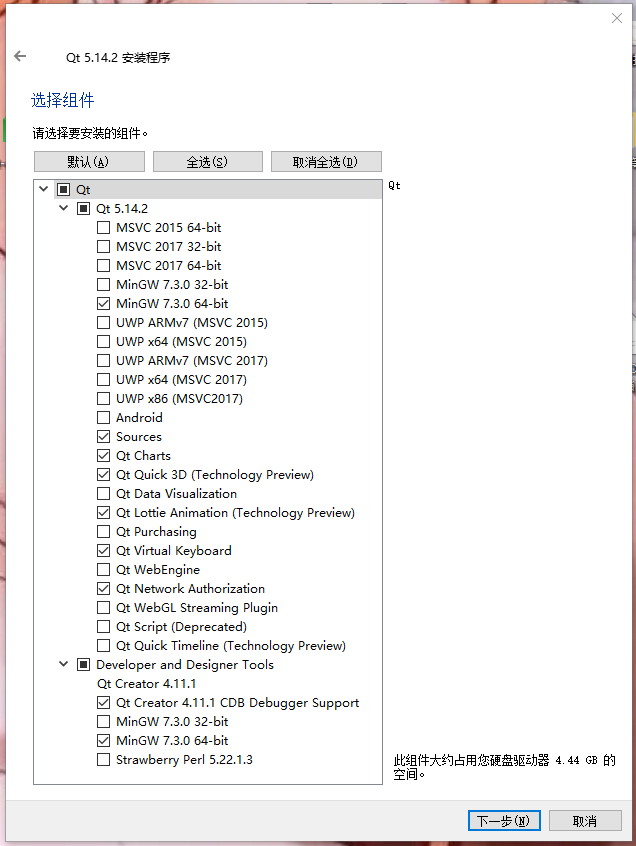 Qt 5.14.2 安装程序
选择组件
请选择要安装的组件。
默认(A)
全选(S)
取消全选(D)
Qt
Qt
Qt 5.14.2
MSVC 2015 64-bit
MSVC 2017 32-bit
MSVC 2017 64-bit
MinGW 7.3.0 32-bit
MinGW 7.3.0 64-bit
UWP ARMv7 (MSVC 2015)
UWP x64 (MSVC 2015)
UWP ARMv7 (MSVC 2017)
UWP x64 (MSVC 2017)
UWP x86 (MSVC2017)
Android
Sources
Qt Charts
Qt Quick 3D (Technology Preview)
Qt Data Visualization
Qt Lottie Animation (Technology Preview)
Qt Purchasing
Qt Virtual Keyboard
Qt WebEngine
Qt Network Authorization
Qt WebGL Streaming Plugin
Qt Script (Deprecated)
Qt Quick Timeline (Technology Preview)
Developer and Designer Tools
Qt Creator 4.11.1
Qt Creator 4.11.1 CDB Debugger Support
MinGW 7.3.0 32-bit
MinGW 7.3.0 64-bit
Strawberry Perl 5.22.1.3
此组件大约占用您硬盘驱动器 4.44 GB 的
空间。
下一步(N)
取消